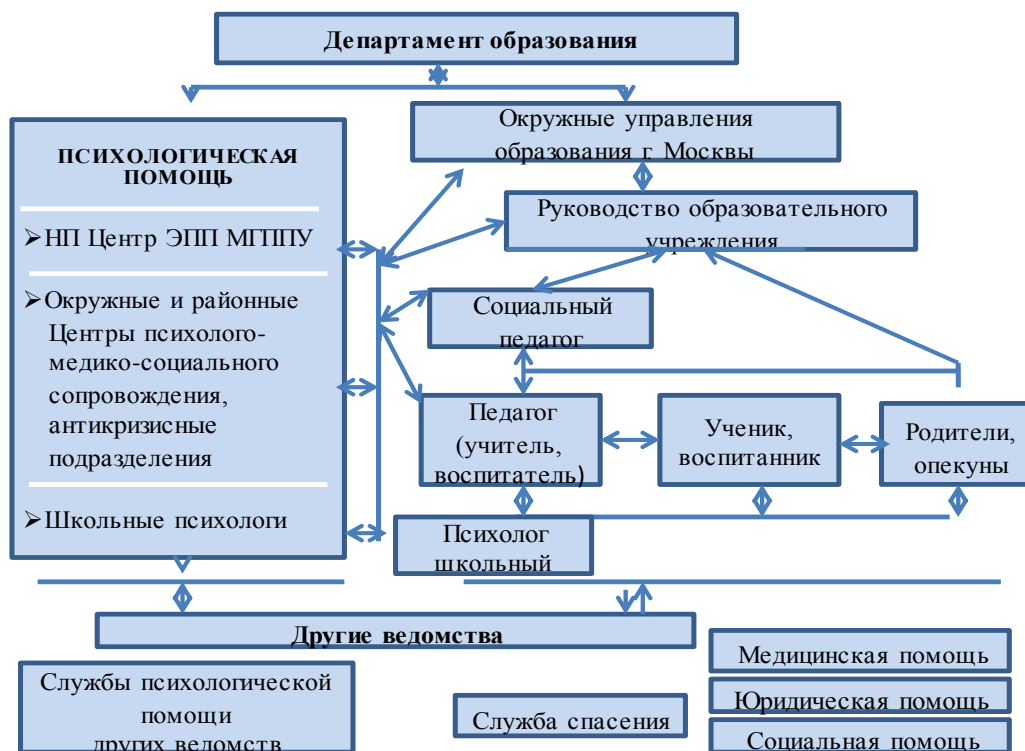 Департамент образования
Окружные управления
образования г. Москвы
ПСИХОЛОГИЧЕСКАЯ
ПОМОЩЬ
Руководство образовательного
учреждения
➢НП Центр ЭПП МГППУ
➢Окружные и районные
Центры психолого-
медико-социального
сопровождения,
антикризисные
подразделения
➢Школьные психологи
Социальный
педагог
Педагог
(учитель,
воспитатель)
Ученик,
воспитанник
Родители,
опекуны
Психолог
школьный
Другие ведомства
Службы психологической
помощи
других ведомств
Служба спасения
Медицинская помощь
Юридическая помощь
Социальная помощь